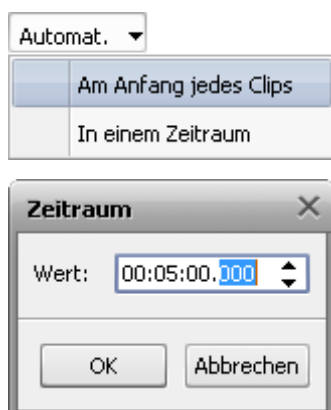 Automat.
Am Anfang jedes Clips
In einem Zeitraum
Zeitraum
Wert: 00:05:00.000
OK Abbrechen